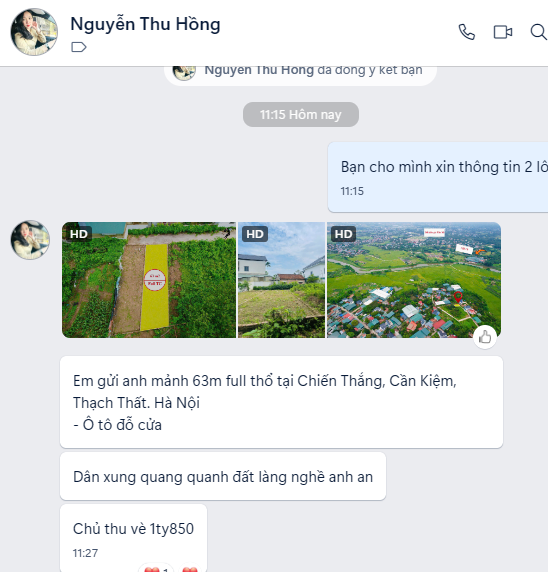 Nguyễn Thu Hồng
Nguyễn Thu Hồng đã đồng ý kết bạn
11:15 Hôm nay
Bạn cho mình xin thông tin 2 lô
11:15
HD
HD
HD
Em gửi anh mảnh 63m full thổ tại Chiến Thắng, Cần Kiệm,
Thạch Thất. Hà Nội
- Ô tô đỗ cửa
Dân xung quang quanh đất làng nghề anh an
Chủ thu vè 1ty850
11:27
1